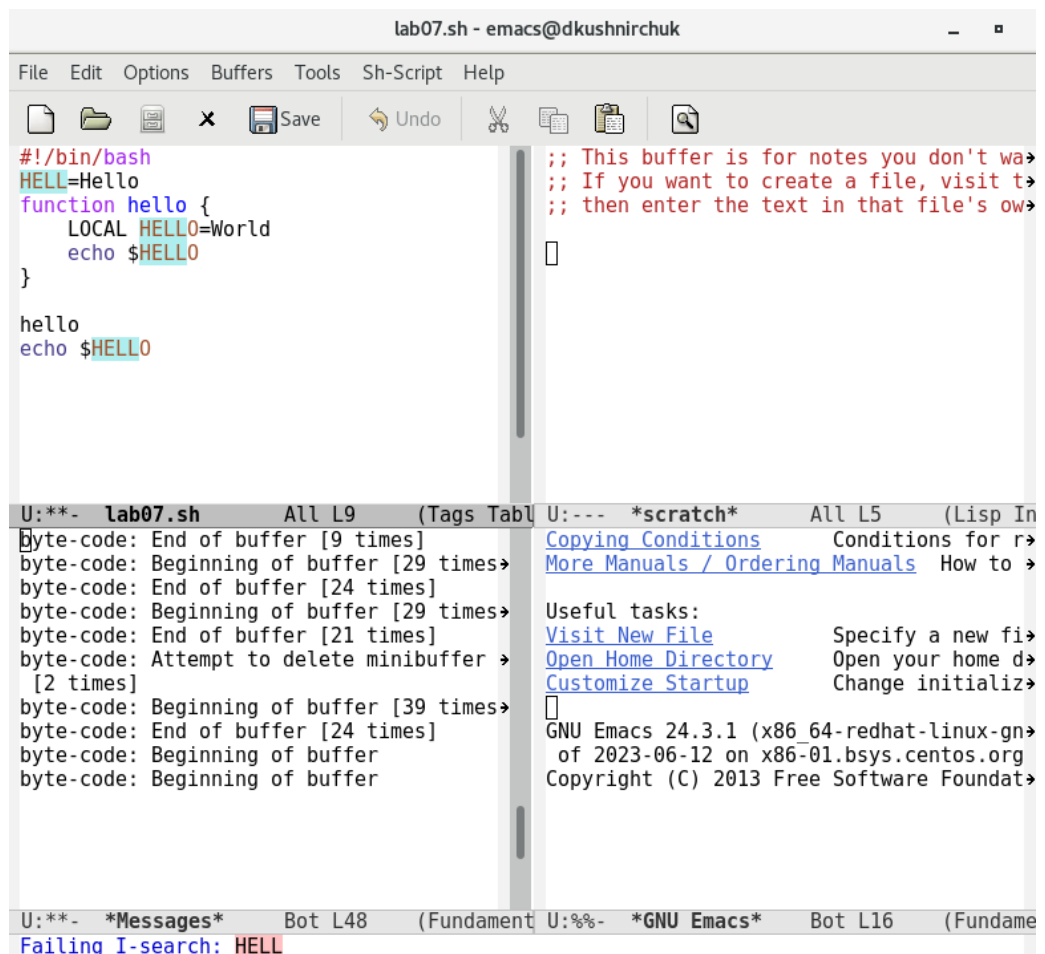 lab07.sh - emacs@dkushnirchuk
File Edit Options Buffers Tools Sh-Script Help
Save Undo
#!/bin/bash
HELL=Hello
function hello {
    LOCAL HELLO=World
    echo $HELLO
}
hello
echo $HELLO
U:**- lab07.sh All L9 (Tags Tabl
;; This buffer is for notes you don't wa
;; If you want to create a file, visit t
;; then enter the text in that file's ow
U:--- *scratch* All L5 (Lisp In
byte-code: End of buffer [9 times]
byte-code: Beginning of buffer [29 times
byte-code: End of buffer [24 times]
byte-code: Beginning of buffer [29 times
byte-code: End of buffer [21 times]
byte-code: Attempt to delete minibuffer
 [2 times]
byte-code: Beginning of buffer [39 times
byte-code: End of buffer [24 times]
byte-code: Beginning of buffer
byte-code: Beginning of buffer
U:**- *Messages* Bot L48 (Fundament
Copying Conditions Conditions for r
More Manuals / Ordering Manuals How to
Useful tasks:
Visit New File Specify a new fi
Open Home Directory Open your home d
Customize Startup Change initializ
GNU Emacs 24.3.1 (x86_64-redhat-linux-gn
 of 2023-06-12 on x86-01.bsys.centos.org
Copyright (C) 2013 Free Software Foundat
U:%%- *GNU Emacs* Bot L16 (Fundame
Failing I-search: HELL